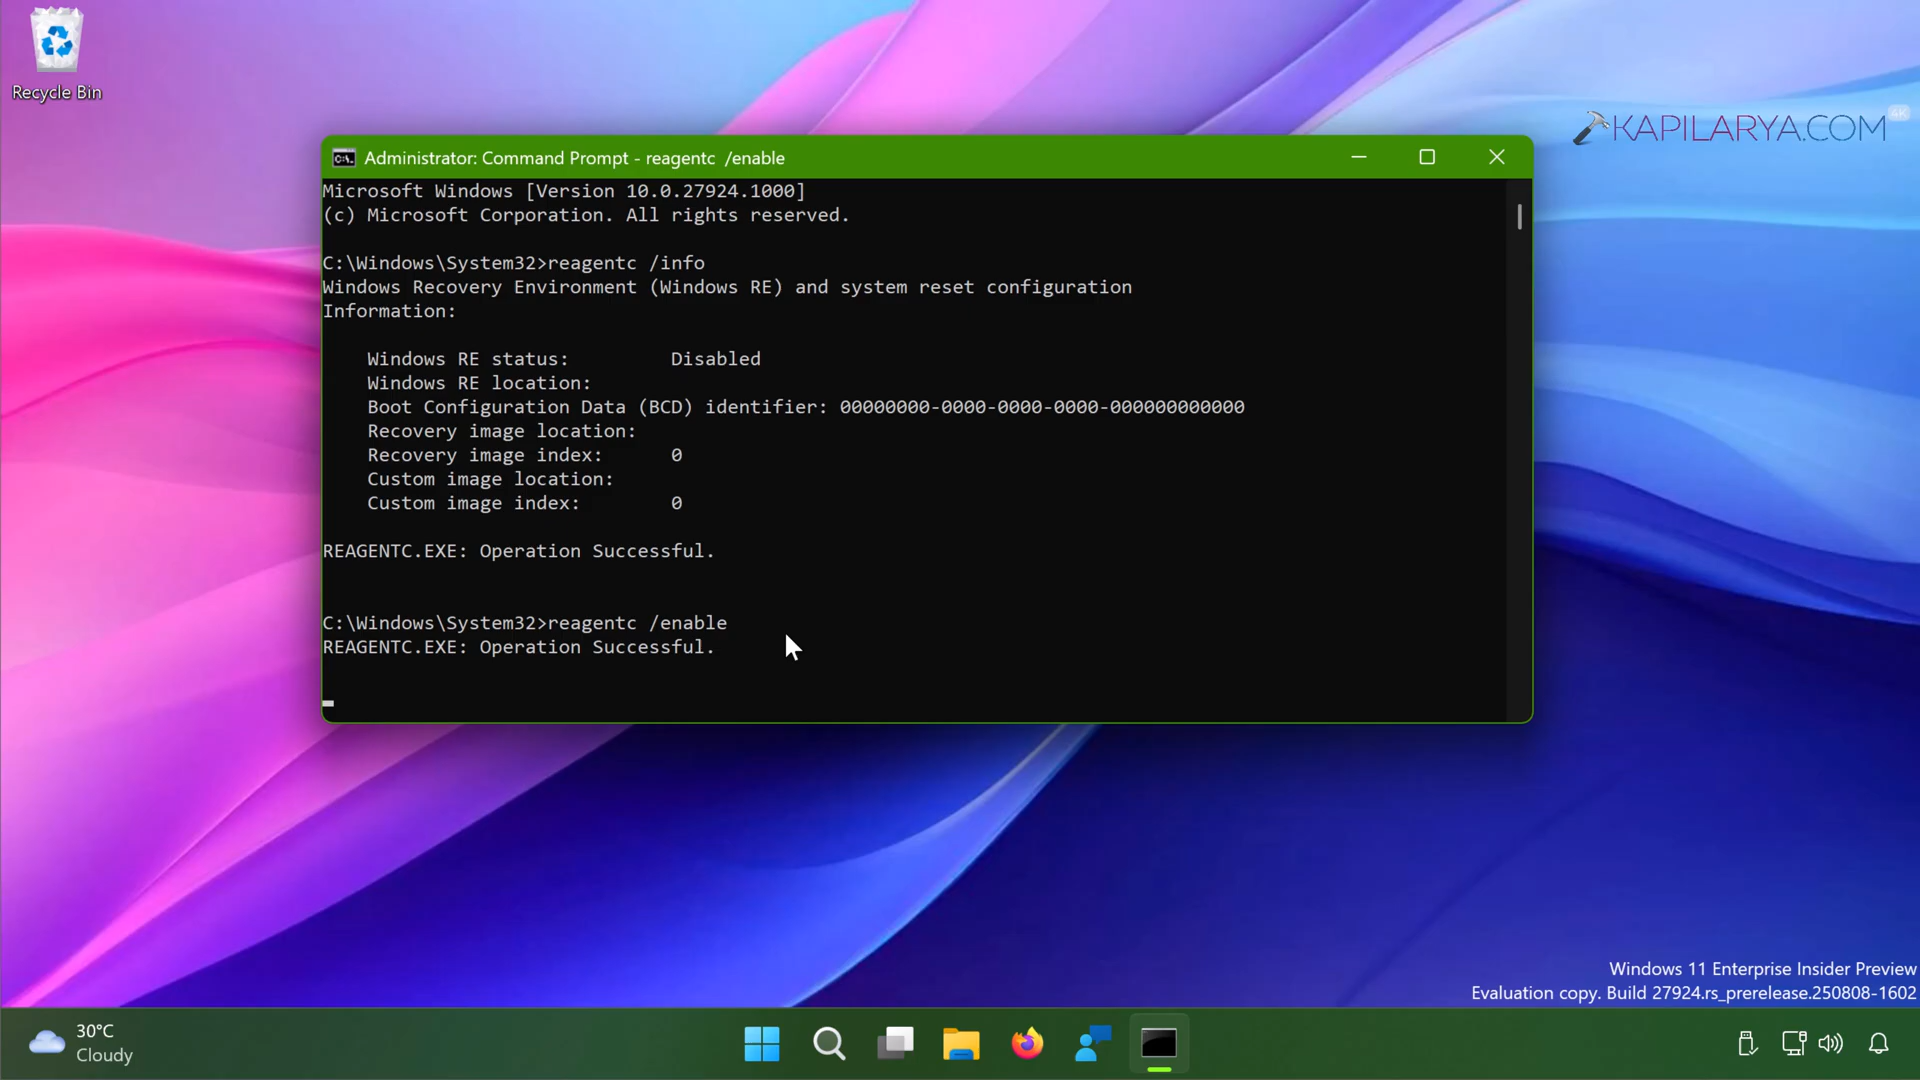 Recycle Bin
KAPILARYA.COM
4K
Administrator: Command Prompt - reagentc  /enable
Microsoft Windows [Version 10.0.27924.1000]
(c) Microsoft Corporation. All rights reserved.
C:\Windows\System32>reagentc /info
Windows Recovery Environment (Windows RE) and system reset configuration
Information:
Windows RE status:         Disabled
Windows RE location:
Boot Configuration Data (BCD) identifier: 00000000-0000-0000-0000-000000000000
Recovery image location:
Recovery image index:      0
Custom image location:
Custom image index:        0
REAGENTC.EXE: Operation Successful.
C:\Windows\System32>reagentc /enable
REAGENTC.EXE: Operation Successful.
Windows 11 Enterprise Insider Preview
Evaluation copy. Build 27924.rs_prerelease.250808-1602
30°C
Cloudy